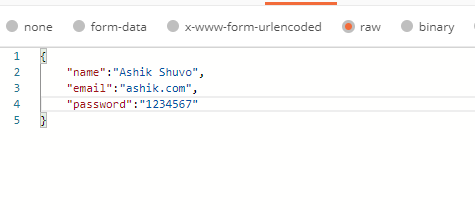 none form-data x-www-form-urlencoded raw binary
1 {
2 "name":"Ashik Shuvo",
3 "email":"ashik.com",
4 "password":"1234567"
5 }